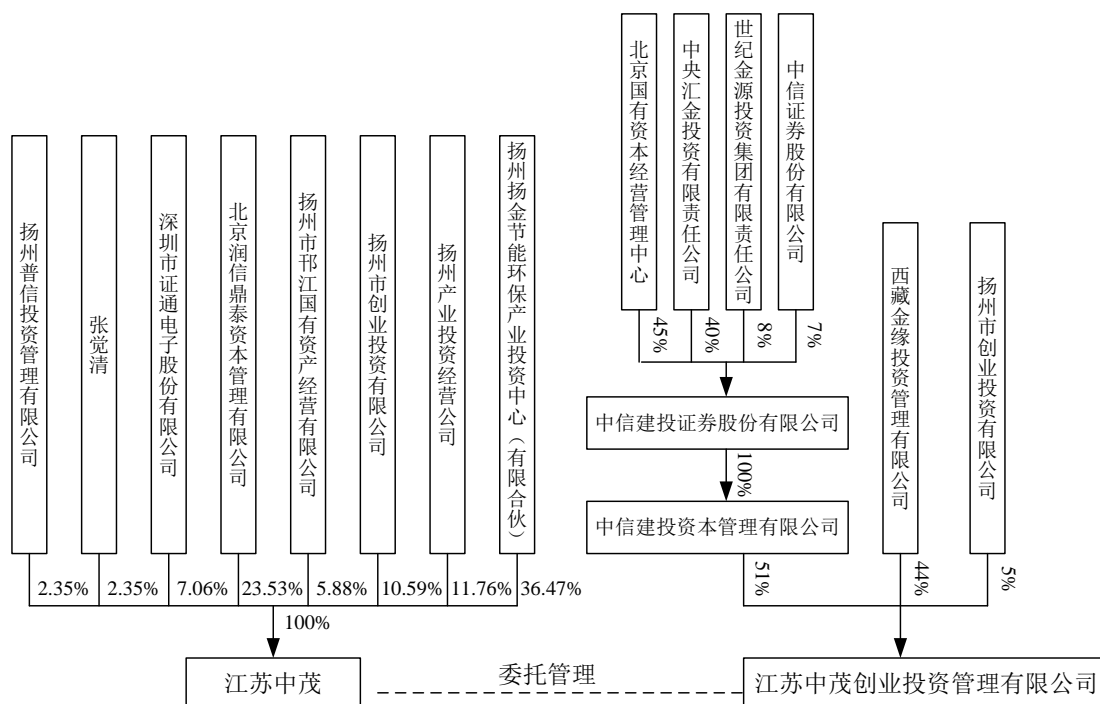 北京国有资本经营管理中心
中央汇金投资有限责任公司
世纪金源投资集团有限责任公司
中信证券股份有限公司
扬州普信投资管理有限公司
张觉清
深圳市证通电子股份有限公司
北京润信鼎泰资本管理有限公司
扬州市邗江国有资产经营有限公司
扬州市创业投资有限公司
扬州产业投资经营公司
扬州扬金节能环保产业投资中心（有限合伙）
西藏金缘投资管理有限公司
扬州市创业投资有限公司
45%
40%
8%
7%
中信建投证券股份有限公司
100%
中信建投资本管理有限公司
2.35%
2.35%
7.06%
23.53%
5.88%
10.59%
11.76%
36.47%
51%
44%
5%
100%
江苏中茂
委托管理
江苏中茂创业投资管理有限公司